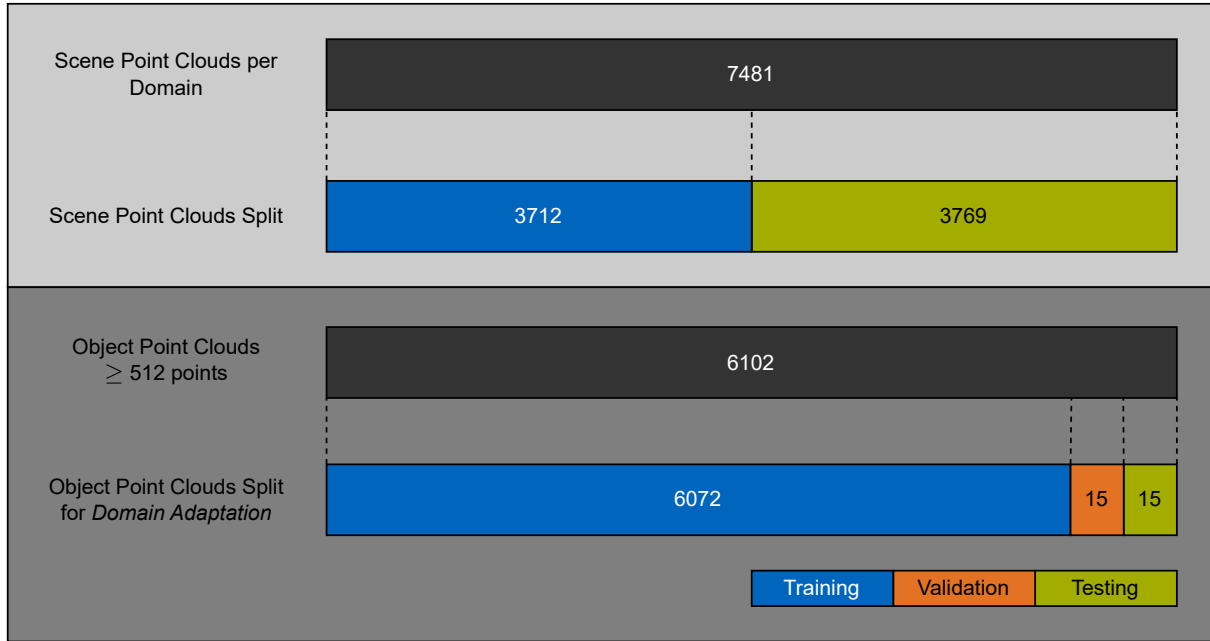 Scene Point Clouds per
Domain
7481
Scene Point Clouds Split
3712
3769
Object Point Clouds
≥ 512 points
6102
Object Point Clouds Split
for Domain Adaptation
6072
15
15
Training
Validation
Testing